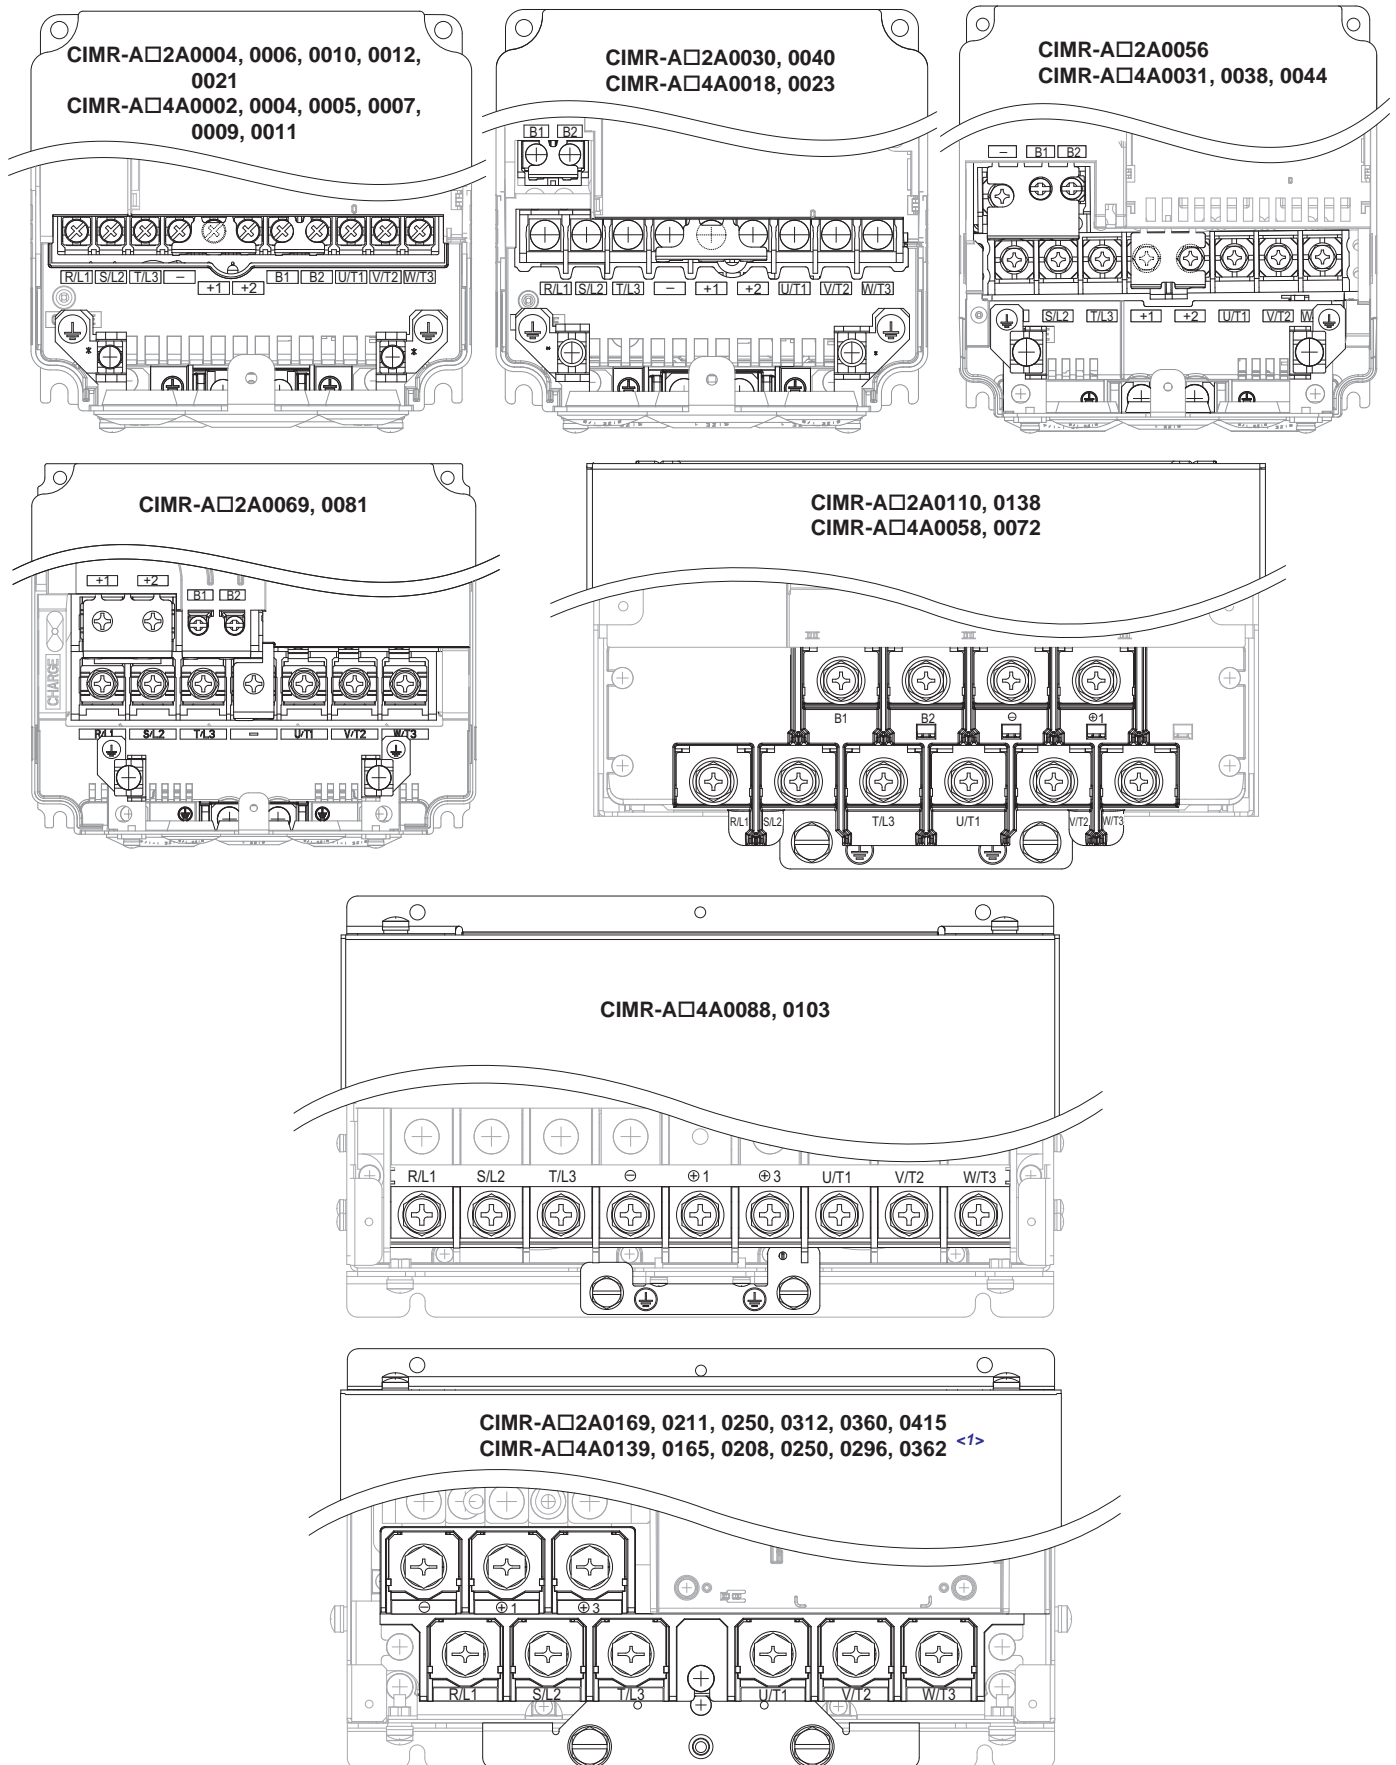 CIMR-A□2A0004, 0006, 0010, 0012,
0021
CIMR-A□4A0002, 0004, 0005, 0007,
0009, 0011
R/L1 S/L2 T/L3 − +1 +2 B1 B2 U/T1 V/T2 W/T3
CIMR-A□2A0030, 0040
CIMR-A□4A0018, 0023
B1 B2
R/L1 S/L2 T/L3 − +1 +2 U/T1 V/T2 W/T3
CIMR-A□2A0056
CIMR-A□4A0031, 0038, 0044
− B1 B2
S/L2 T/L3 +1 +2 U/T1 V/T2
CIMR-A□2A0069, 0081
+1 +2
B1 B2
CHARGE
R/L1 S/L2 T/L3 − U/T1 V/T2 W/T3
CIMR-A□2A0110, 0138
CIMR-A□4A0058, 0072
B1 B2 ⊖ ⊕1
R/L1 S/L2 T/L3 U/T1 V/T2 W/T3
CIMR-A□4A0088, 0103
R/L1 S/L2 T/L3 ⊖ ⊕1 ⊕3 U/T1 V/T2 W/T3
CIMR-A□2A0169, 0211, 0250, 0312, 0360, 0415
CIMR-A□4A0139, 0165, 0208, 0250, 0296, 0362 <1>
⊖ ⊕1 ⊕3
R/L1 S/L2 T/L3 U/T1 V/T2 W/T3